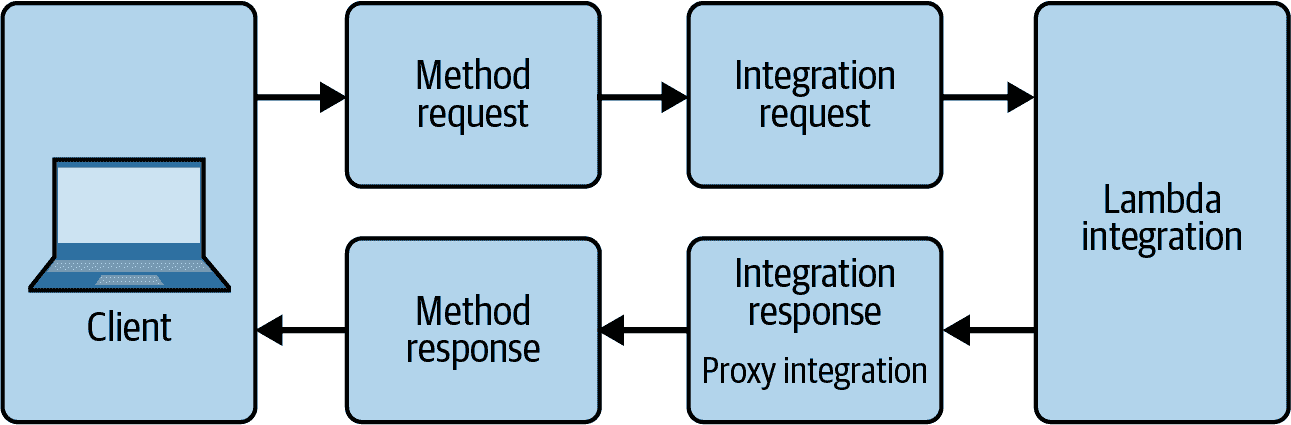 Client
Method
request
Integration
request
Lambda
integration
Integration
response
Proxy integration
Method
response